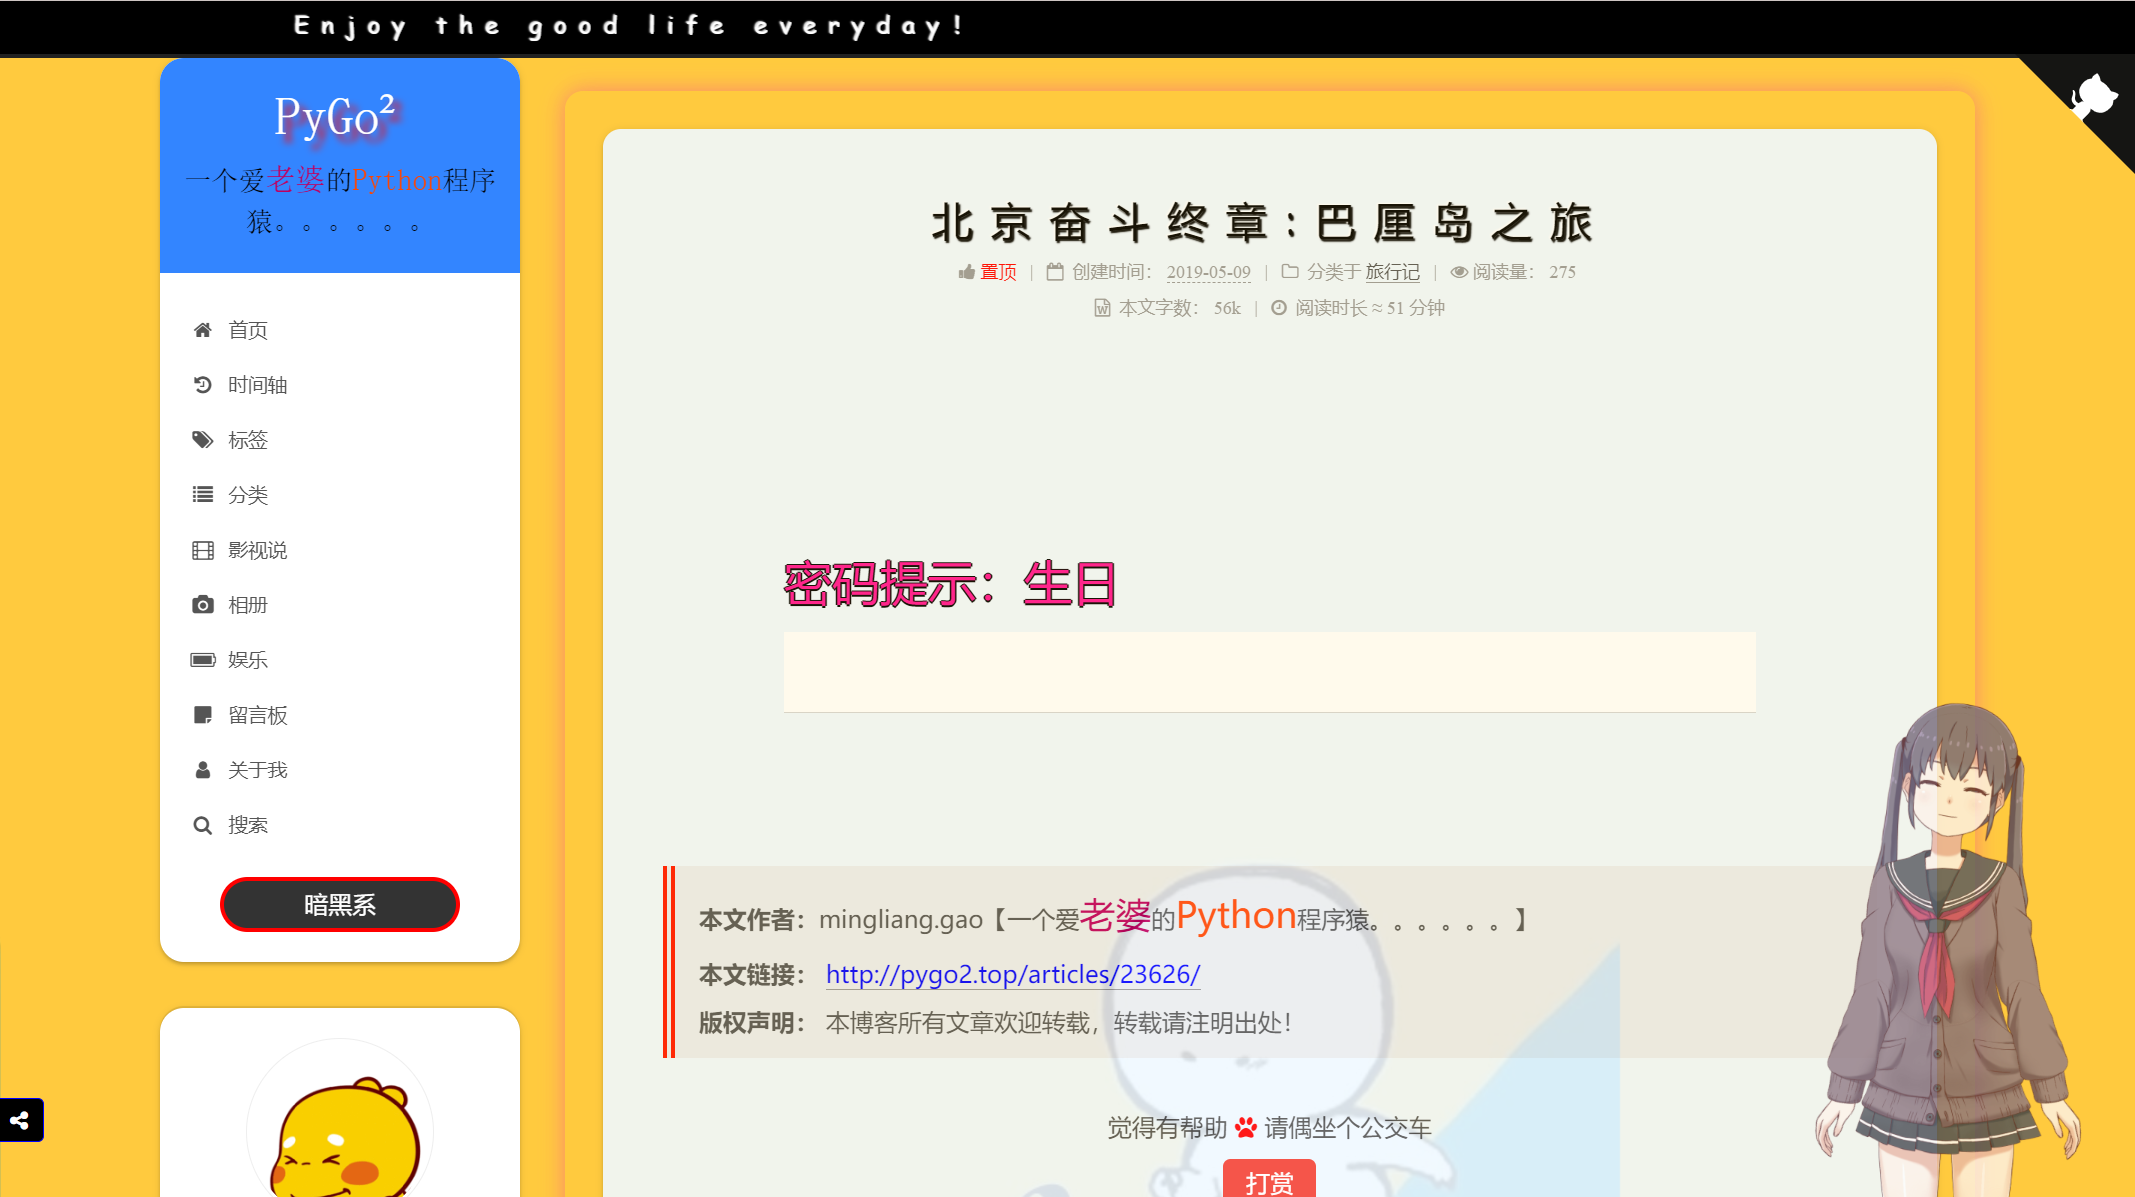 Enjoy the good life everyday!
PyGo²
一个爱老婆的Python程序
猿。。。。。。
首页
时间轴
标签
分类
影视说
相册
娱乐
留言板
关于我
搜索
暗黑系
北京奋斗终章:巴厘岛之旅
置顶 | 创建时间： 2019-05-09 | 分类于 旅行记 | 阅读量： 275
本文字数： 56k | 阅读时长 ≈ 51 分钟
密码提示：生日
本文作者：mingliang.gao【一个爱老婆的Python程序猿。。。。。。】
本文链接： http://pygo2.top/articles/23626/
版权声明： 本博客所有文章欢迎转载，转载请注明出处！
觉得有帮助 请偶坐个公交车
打赏